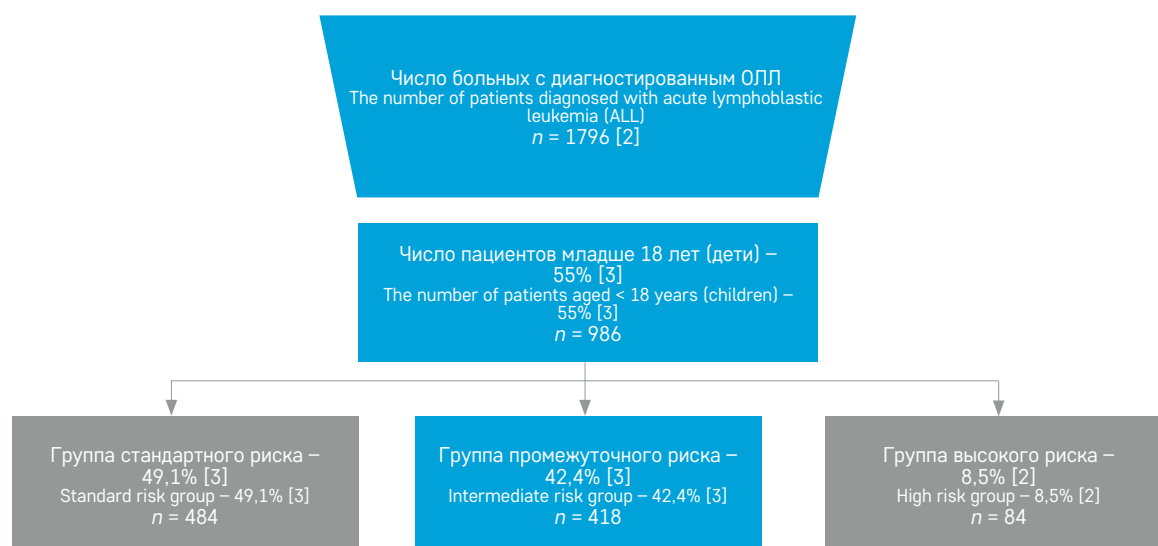 Число больных с диагностированным ОЛЛ
The number of patients diagnosed with acute lymphoblastic
leukemia (ALL)
n = 1796 [2]
Число пациентов младше 18 лет (дети) –
55% [3]
The number of patients aged < 18 years (children) –
55% [3]
n = 986
Группа стандартного риска –
49,1% [3]
Standard risk group – 49,1% [3]
n = 484
Группа промежуточного риска –
42,4% [3]
Intermediate risk group – 42,4% [3]
n = 418
Группа высокого риска –
8,5% [2]
High risk group – 8,5% [2]
n = 84